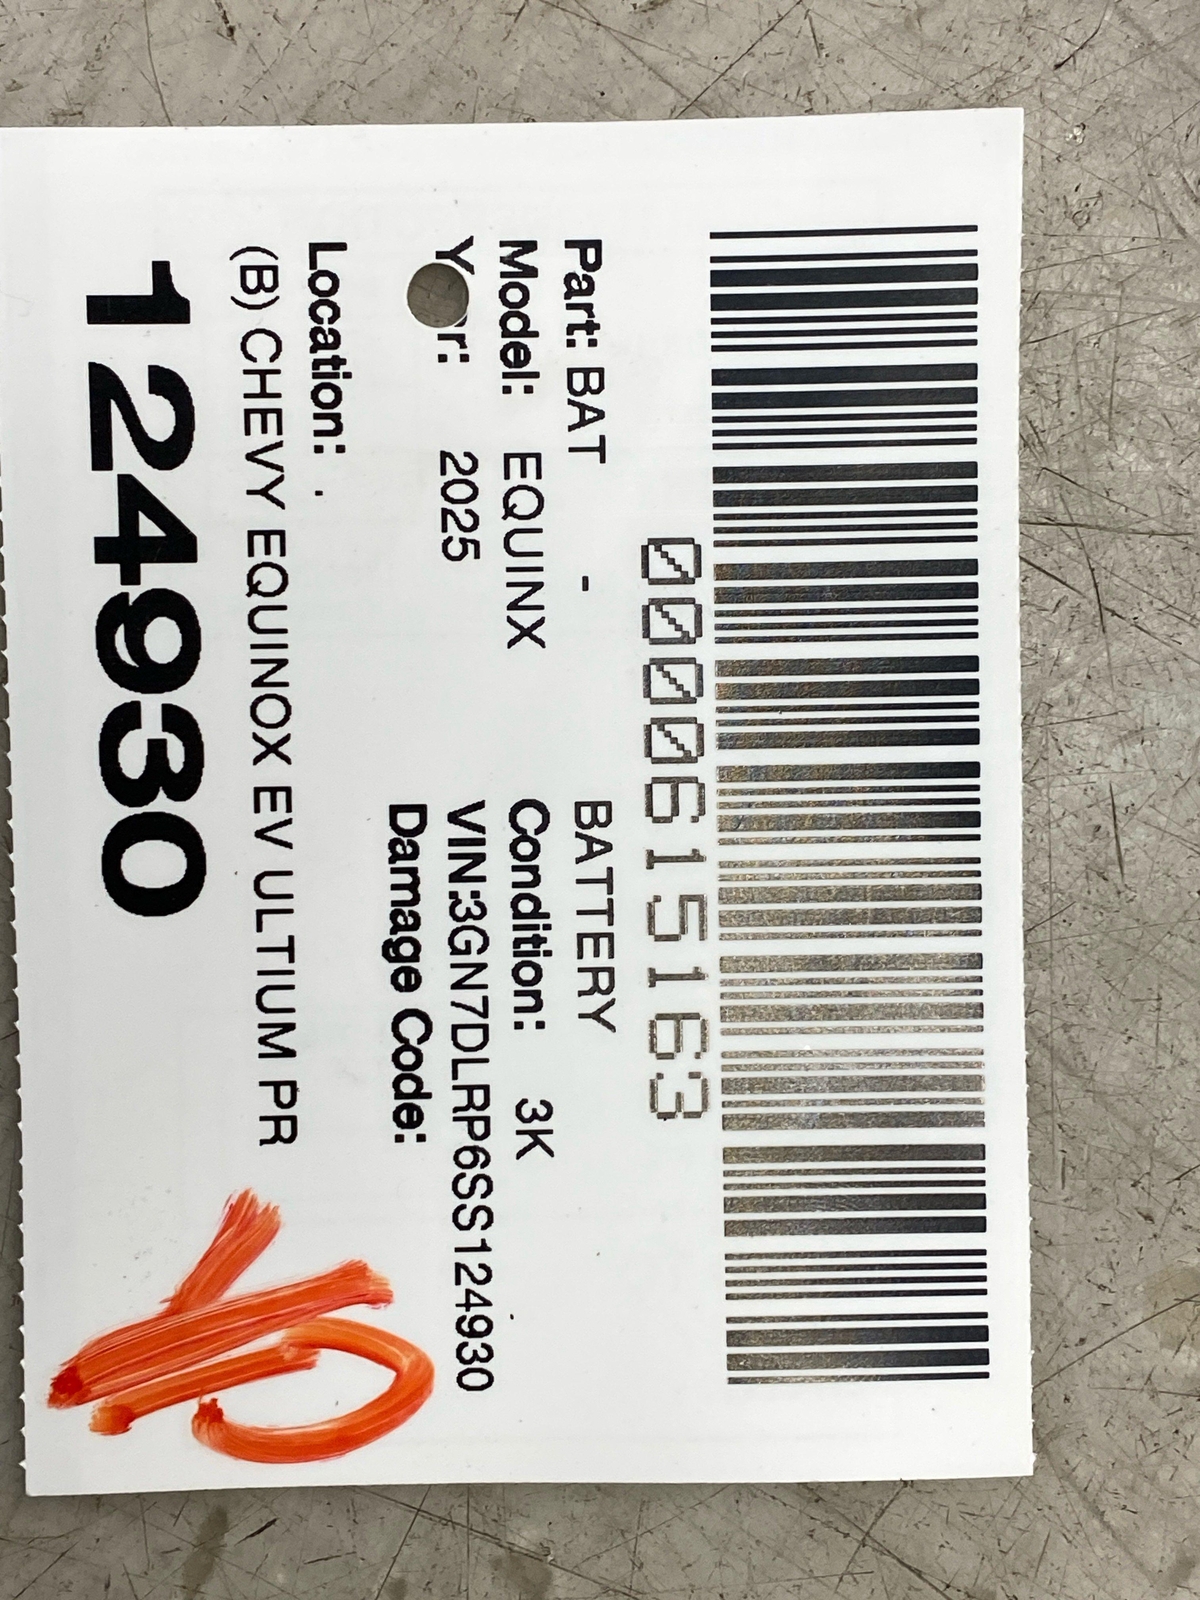 0000615163
Part: BAT - BATTERY
Model: EQUINX Condition: 3K
Y r: 2025 VIN:3GN7DLRP6SS124930
Damage Code:
Location: .
(B) CHEVY EQUINOX EV ULTIUM PR
124930